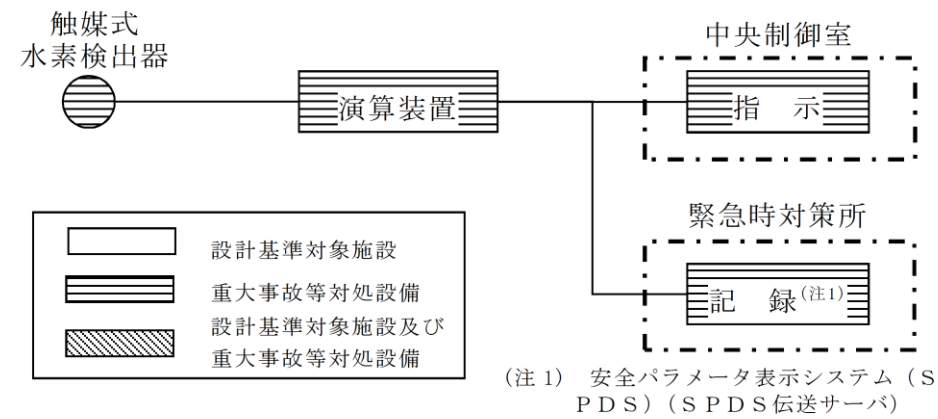 触媒式
水素検出器
演算装置
中央制御室
指 示
緊急時対策所
記 録(注1)
設計基準対象施設
重大事故等対処設備
設計基準対象施設及び
重大事故等対処設備
(注 1) 安全パラメータ表示システム(S
PDS)(SPDS伝送サーバ)